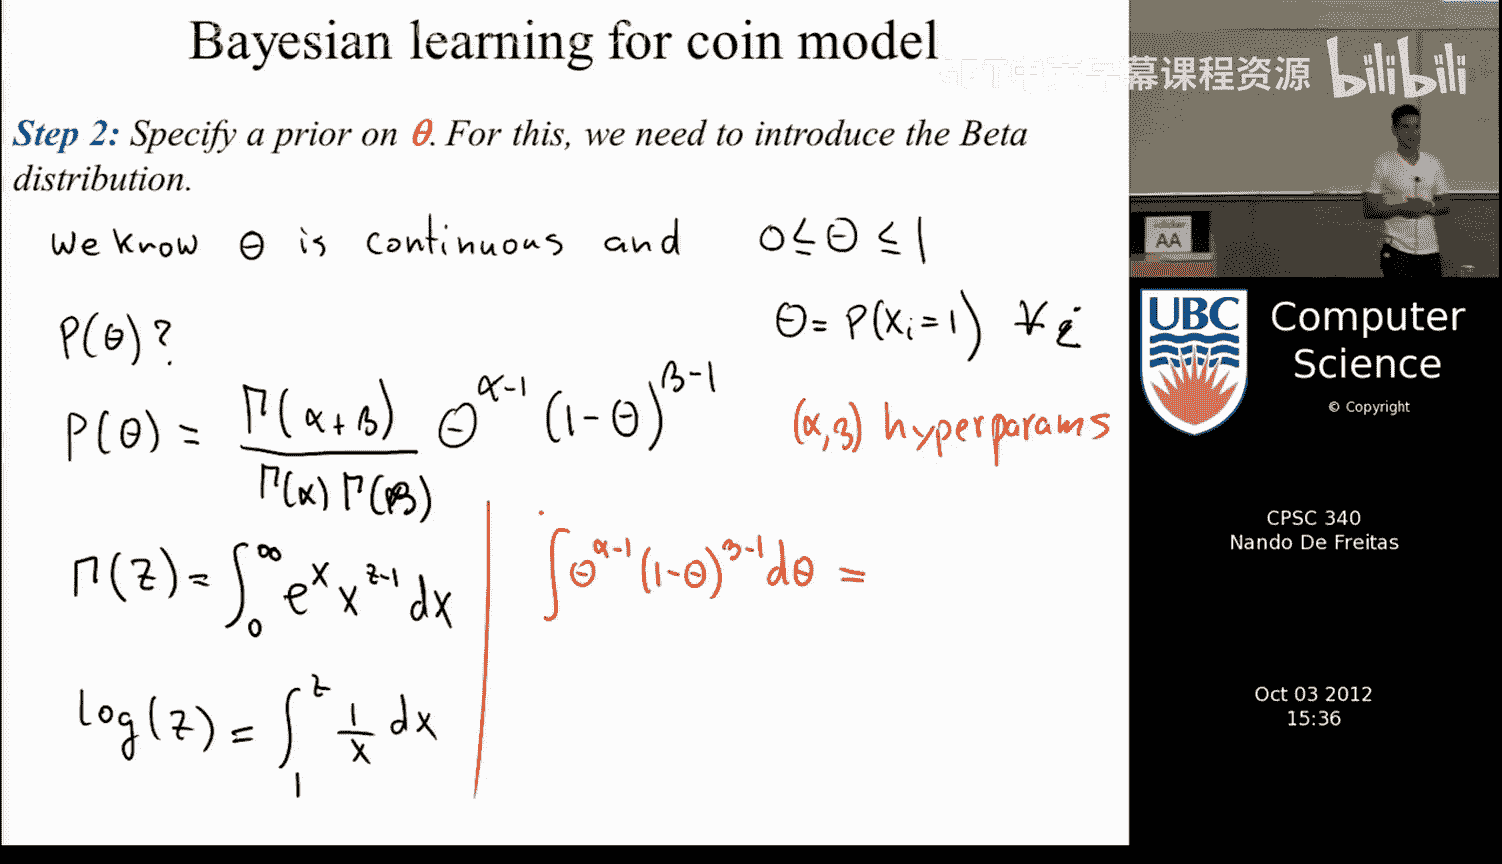 Bayesian learning for coin model
幕课程资源 bilibili
Step 2: Specify a prior on θ. For this, we need to introduce the Beta
distribution.
We know θ is continuous and 0 ≤ θ ≤ 1
P(θ)?
θ = P(xᵢ=1) ∀ i
P(θ) = Γ(α+β) / Γ(α) Γ(β) θ^(α-1) (1-θ)^(β-1)
(α,β) hyperparams
Γ(z) = ∫₀^∞ e^x x^(z-1) dx
∫ θ^(α-1) (1-θ)^(β-1) dθ =
log(z) = ∫₁^z 1/x dx
AA
UBC
Computer
Science
© Copyright
CPSC 340
Nando De Freitas
Oct 03 2012
15:36